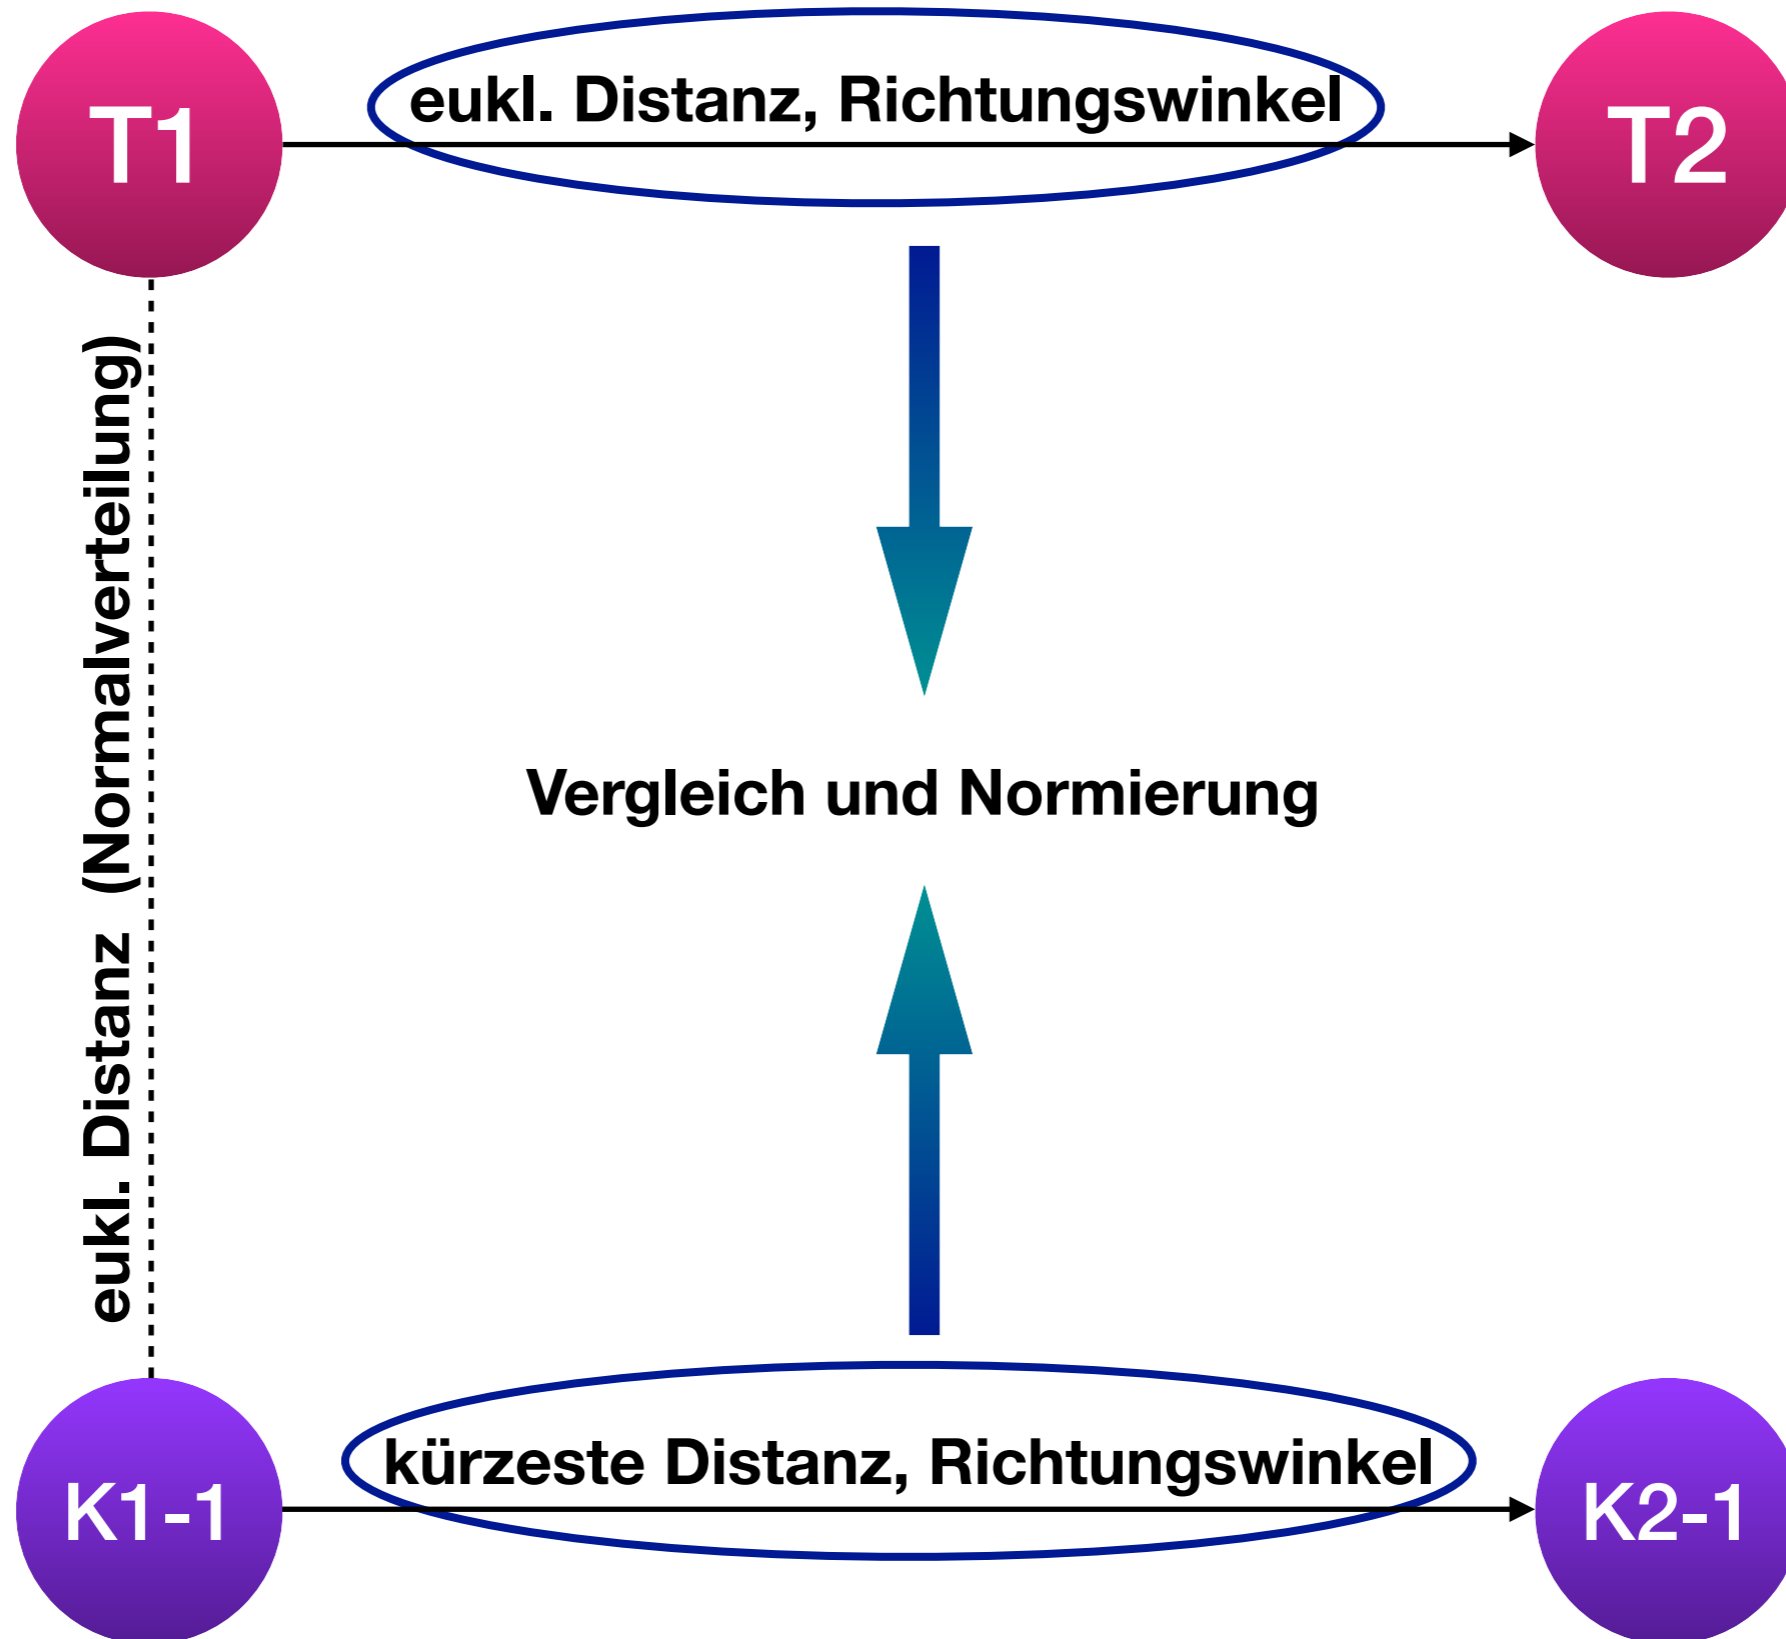 T1
eukl. Distanz, Richtungswinkel
T2
eukl. Distanz (Normalverteilung)
Vergleich und Normierung
K1-1
kürzeste Distanz, Richtungswinkel
K2-1